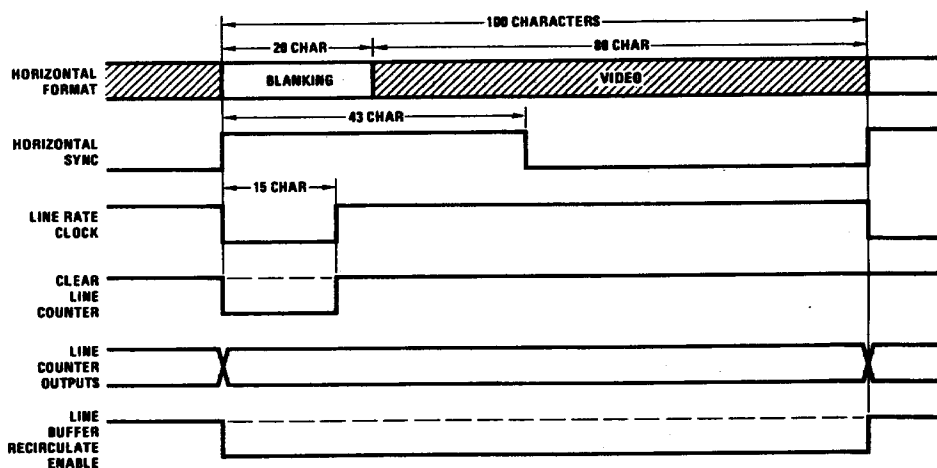 100 CHARACTERS
20 CHAR
80 CHAR
HORIZONTAL
FORMAT
BLANKING
VIDEO
43 CHAR
HORIZONTAL
SYNC
15 CHAR
LINE RATE
CLOCK
CLEAR
LINE
COUNTER
LINE
COUNTER
OUTPUTS
LINE
BUFFER
RECIRCULATE
ENABLE